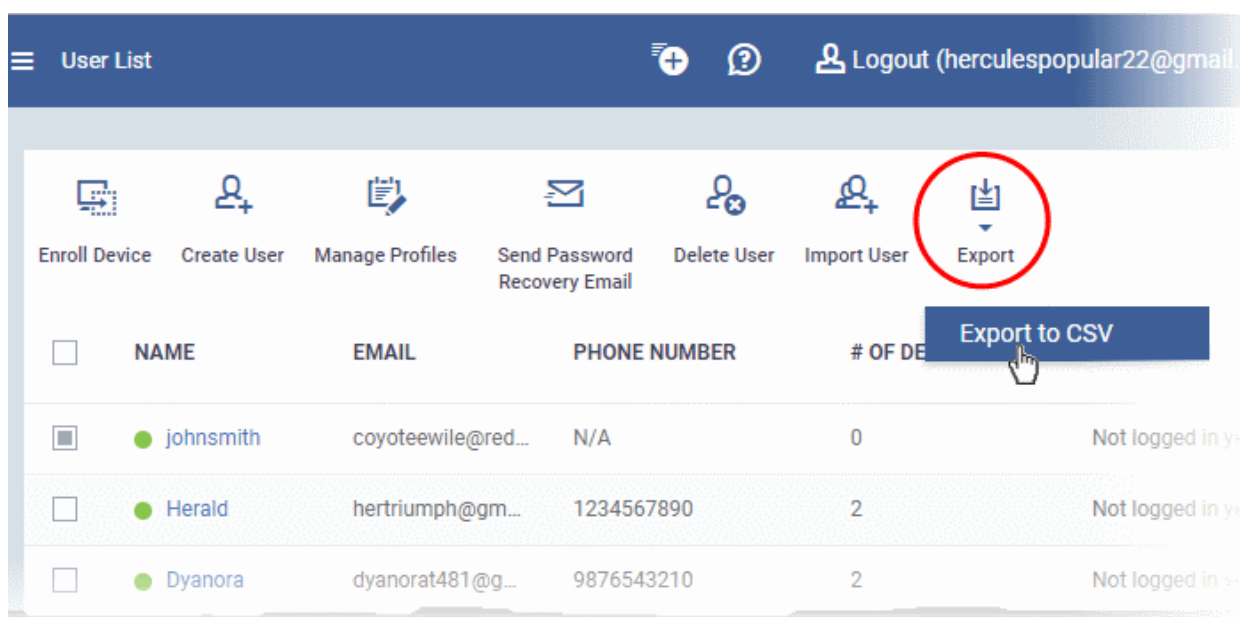 User List
Logout (herculespopular22@gmail.
Enroll Device Create User Manage Profiles Send Password Recovery Email Delete User Import User Export
Export to CSV
NAME EMAIL PHONE NUMBER # OF DE
johnsmith coyoteewile@red... N/A 0 Not logged in y
Herald hertriumph@gm... 1234567890 2 Not logged in y
Dyanora dyanorat481@g... 9876543210 2 Not logged in